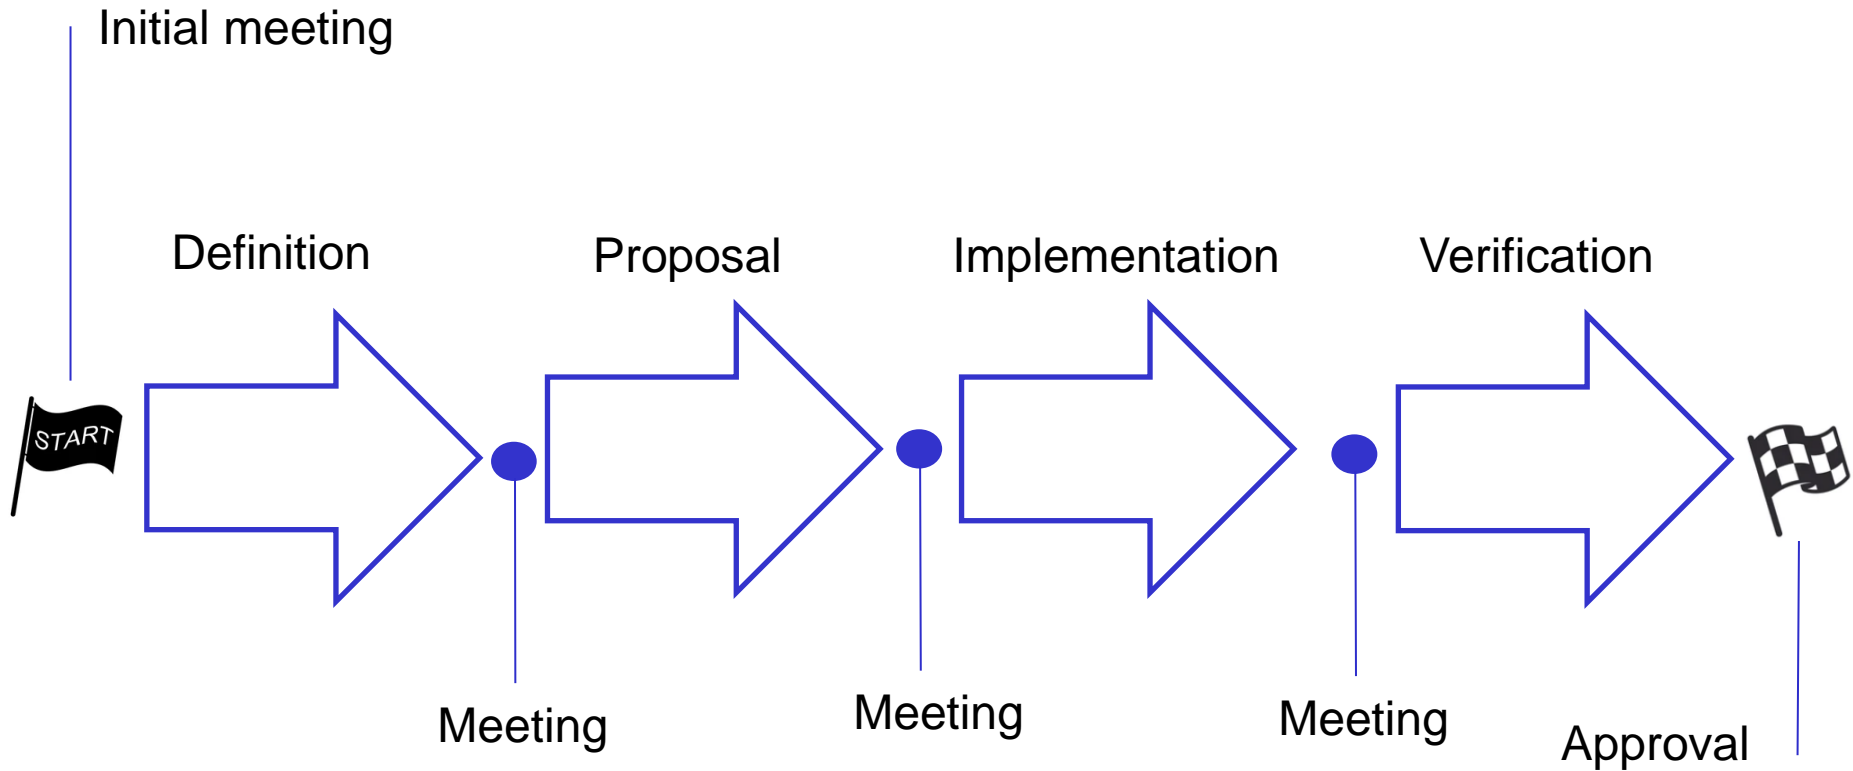 Initial meeting
Definition
Proposal
Implementation
Verification
START
Meeting
Meeting
Meeting
Approval